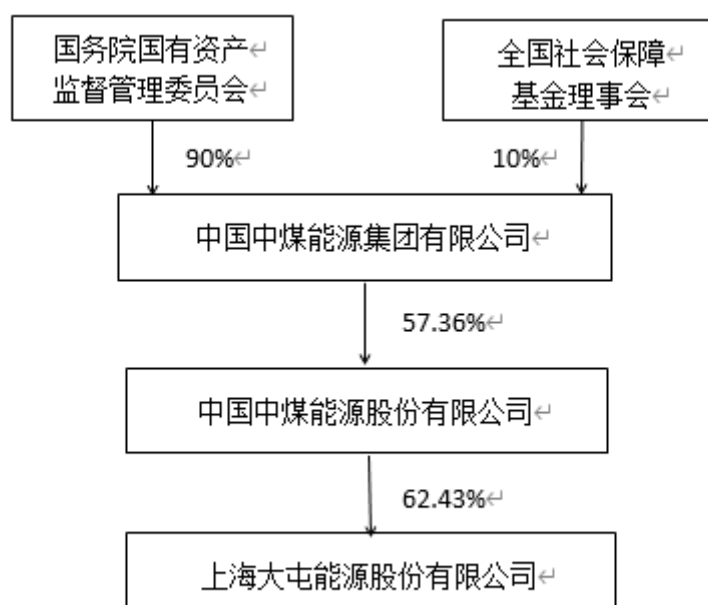 国务院国有资产↵
监督管理委员会↵
全国社会保障↵
基金理事会↵
90%↵
10%↵
中国中煤能源集团有限公司↵
57.36%↵
中国中煤能源股份有限公司↵
62.43%↵
上海大屯能源股份有限公司↵